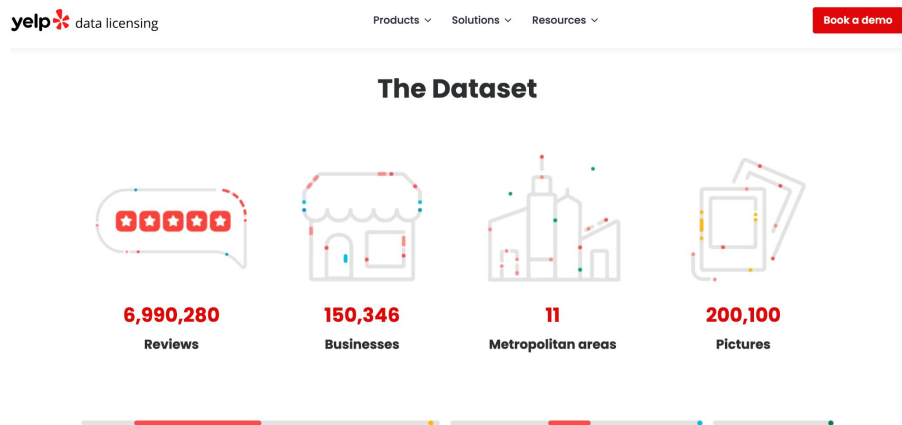 yelp data licensing
Products Solutions Resources
Book a demo
The Dataset
6,990,280 150,346 11 200,100
Reviews Businesses Metropolitan areas Pictures